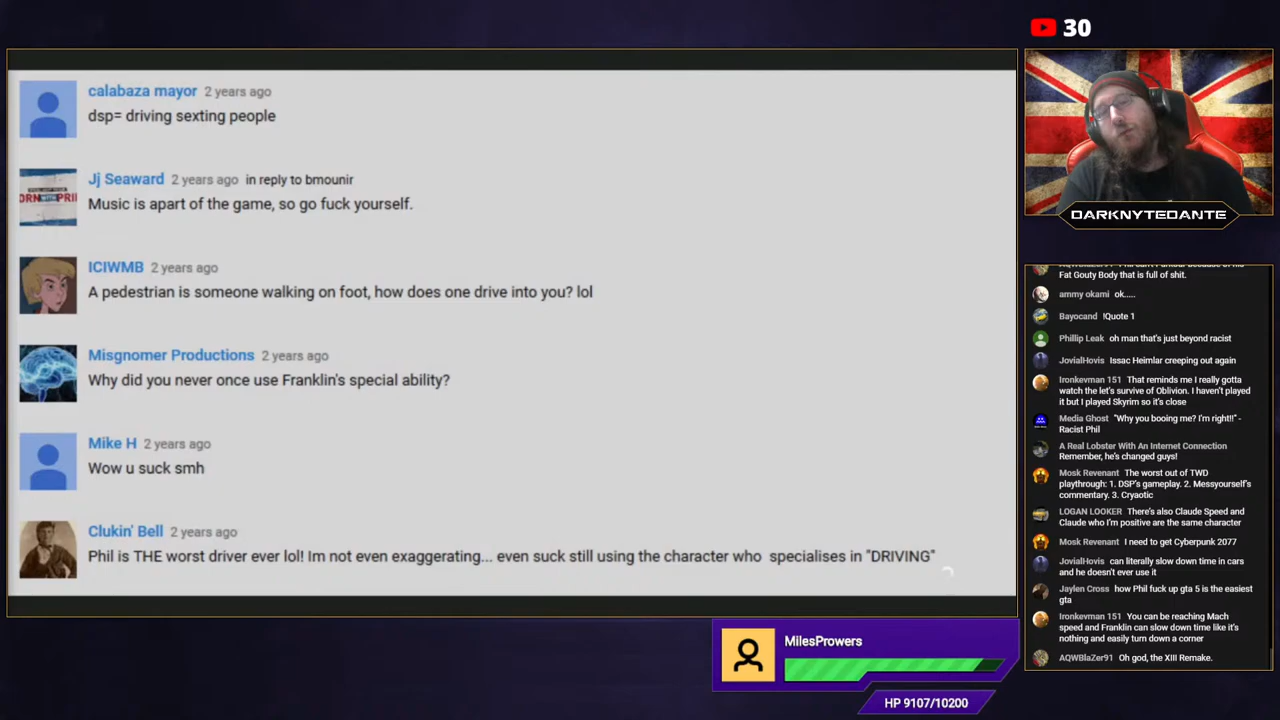 30
calabaza mayor 2 years ago
dsp= driving sexting people
Jj Seaward 2 years ago in reply to bmounir
Music is apart of the game, so go fuck yourself.
ICIWMB 2 years ago
A pedestrian is someone walking on foot, how does one drive into you? lol
Misgnomer Productions 2 years ago
Why did you never once use Franklin's special ability?
Mike H 2 years ago
Wow u suck smh
Clukin' Bell 2 years ago
Phil is THE worst driver ever lol! Im not even exaggerating... even suck still using the character who specialises in "DRIVING"
DARKNYTEDANTE
Fat Gouty Body that is full of shit.
ammy okami ok.....
Bayocand !Quote 1
Phillip Leak oh man that's just beyond racist
JovialHovis Issac Heimlar creeping out again
Ironkevman 151 That reminds me I really gotta
watch the let's survive of Oblivion. I haven't played
it but I played Skyrim so it's close
Media Ghost "Why you booing me? I'm right!!" -
Racist Phil
A Real Lobster With An Internet Connection
Remember, he's changed guys!
Mosk Revenant The worst out of TWD
playthrough: 1. DSP's gameplay. 2. Messyourself's
commentary. 3. Cryaotic
LOGAN LOOKER There's also Claude Speed and
Claude who I'm positive are the same character
Mosk Revenant I need to get Cyberpunk 2077
JovialHovis can literally slow down time in cars
and he doesn't ever use it
Jaylen Cross how Phil fuck up gta 5 is the easiest
gta
Ironkevman 151 You can be reaching Mach
speed and Franklin can slow down time like it's
nothing and easily turn down a corner
AQWBlaZer91 Oh god, the XIII Remake.
MilesProwers
HP 9107/10200